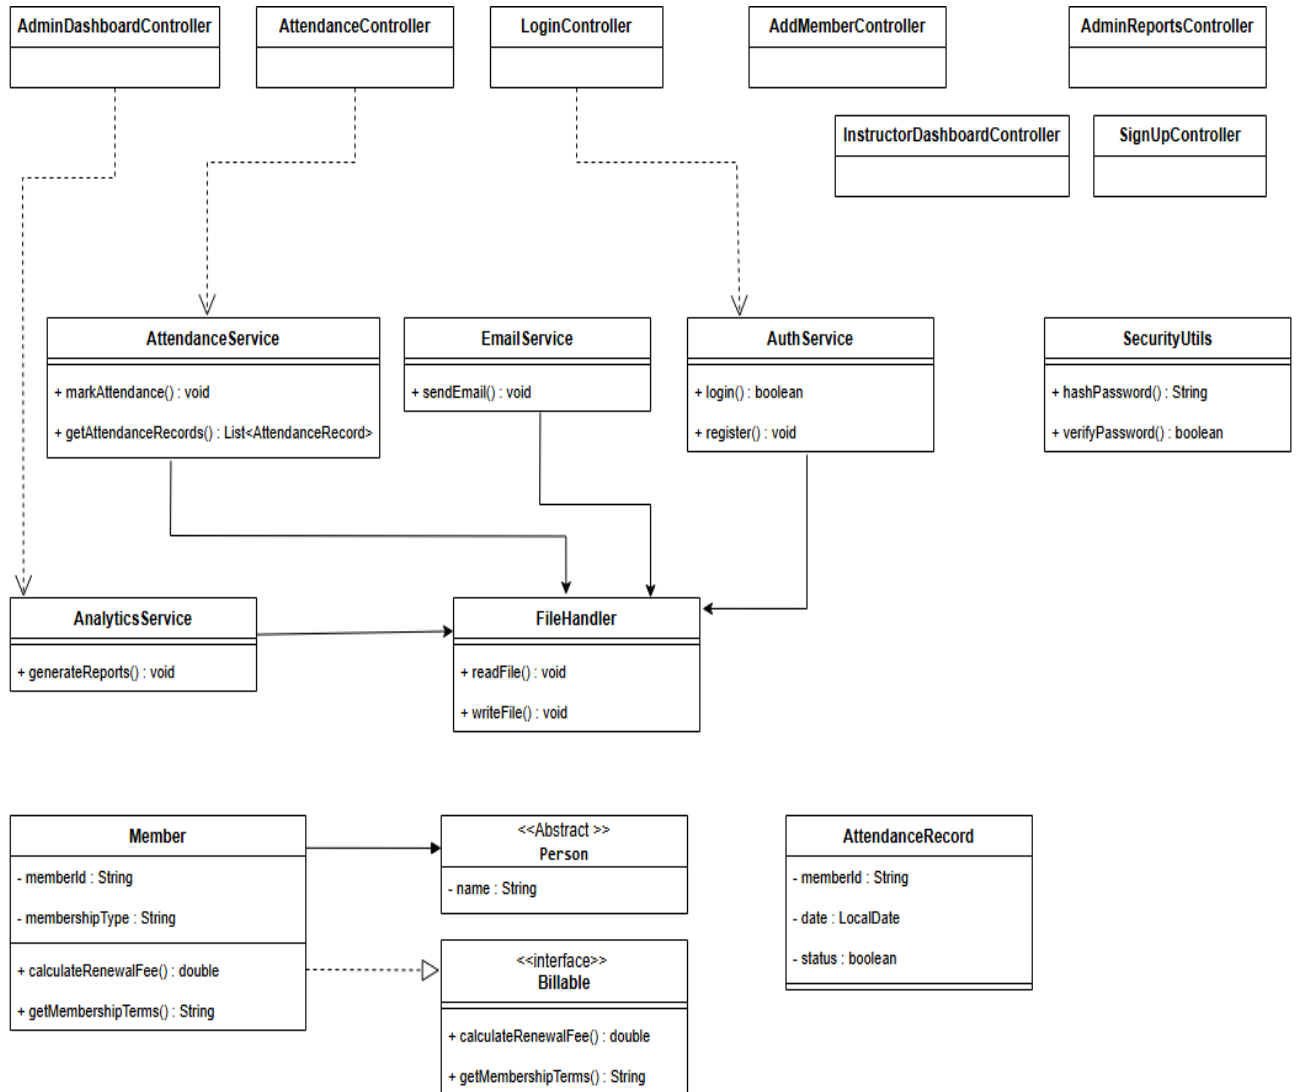 AdminDashboardController
AttendanceController
LoginController
AddMemberController
AdminReportsController
InstructorDashboardController
SignUpController
AttendanceService
+ markAttendance() : void
+ getAttendanceRecords() : List<AttendanceRecord>
EmailService
+ sendEmail() : void
AuthService
+ login() : boolean
+ register() : void
SecurityUtils
+ hashPassword() : String
+ verifyPassword() : boolean
AnalyticsService
+ generateReports() : void
FileHandler
+ readFile() : void
+ writeFile() : void
Member
- memberId : String
- membershipType : String
+ calculateRenewalFee() : double
+ getMembershipTerms() : String
<<Abstract >>
Person
- name : String
<<interface>>
Billable
+ calculateRenewalFee() : double
+ getMembershipTerms() : String
AttendanceRecord
- memberId : String
- date : LocalDate
- status : boolean